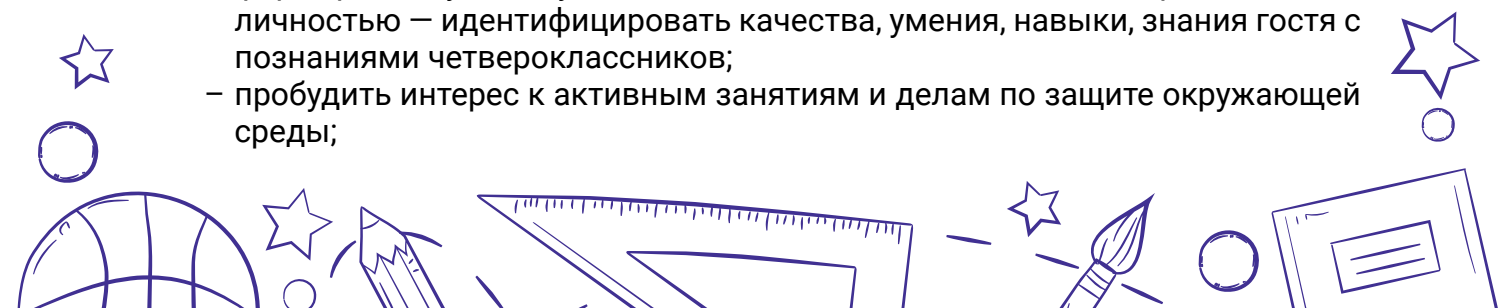 личностью — идентифицировать качества, умения, навыки, знания гостя с
познаниями четвероклассников;
– пробудить интерес к активным занятиям и делам по защите окружающей
среды;